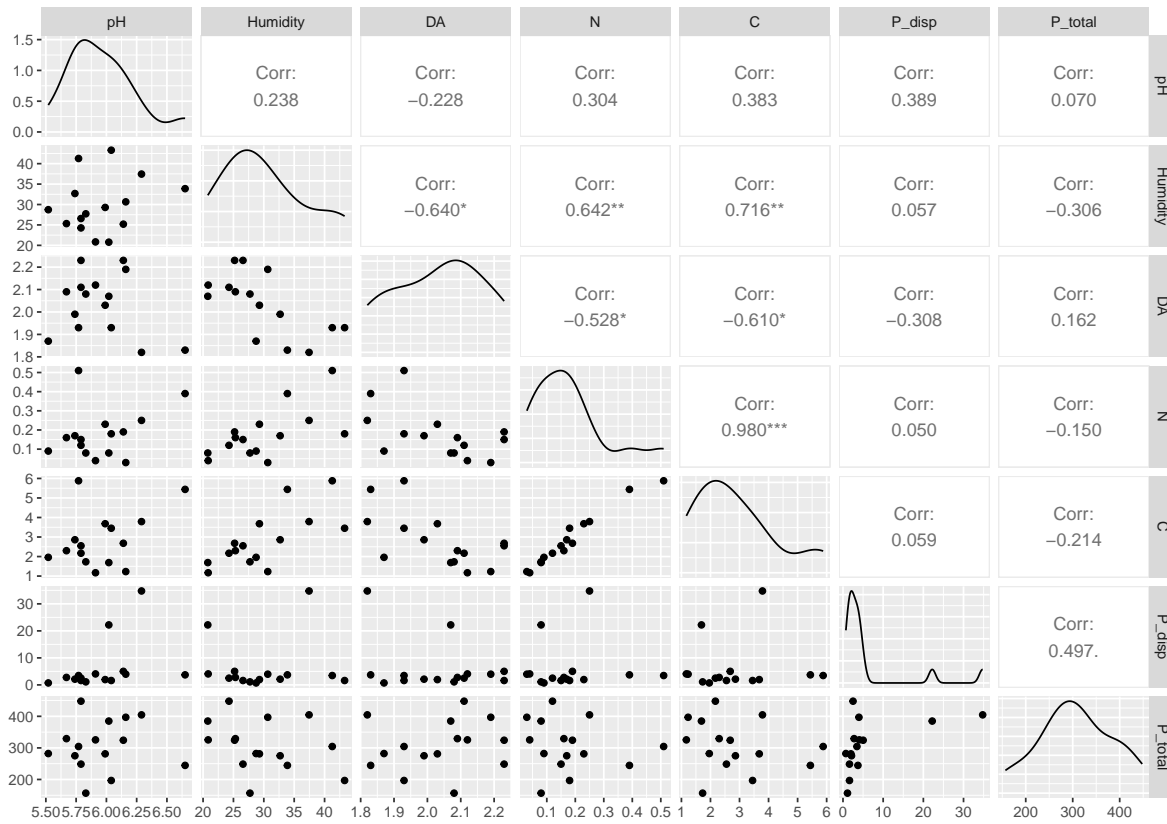 pH Humidity DA N C P_disp P_total
1.5
1.0
0.5
0.0
Corr: Corr: Corr: Corr: Corr: Corr:
0.238 −0.228 0.304 0.383 0.389 0.070
pH
40
35
30
25
20
Corr: Corr: Corr: Corr: Corr:
−0.640* 0.642** 0.716** 0.057 −0.306
Humidity
2.2
2.1
2.0
1.9
1.8
Corr: Corr: Corr: Corr:
−0.528* −0.610* −0.308 0.162
DA
0.5
0.4
0.3
0.2
0.1
Corr: Corr: Corr:
0.980*** 0.050 −0.150
N
6
5
4
3
2
1
Corr: Corr:
0.059 −0.214
C
30
20
10
0
Corr:
0.497.
P_disp
400
300
200
P_total
5.50 5.75 6.00 6.25 6.50 20 25 30 35 40 1.8 1.9 2.0 2.1 2.2 0.1 0.2 0.3 0.4 0.5 1 2 3 4 5 6 0 10 20 30 200 300 400